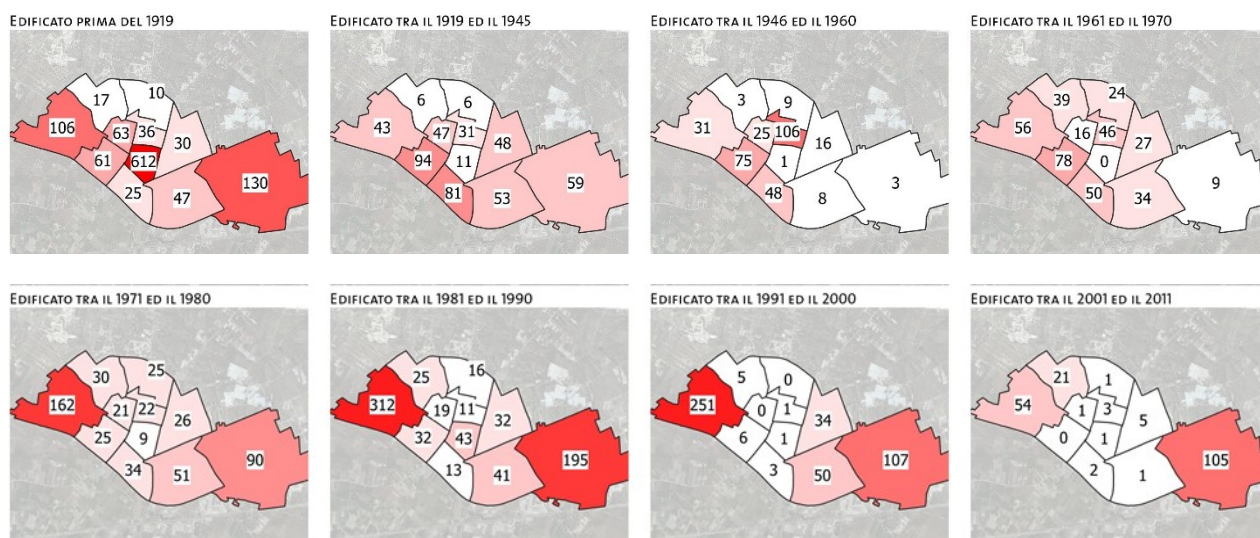 EDIFICATO PRIMA DEL 1919
EDIFICATO TRA IL 1919 ED IL 1945
EDIFICATO TRA IL 1946 ED IL 1960
EDIFICATO TRA IL 1961 ED IL 1970
17 10
106 63 36 30
61 612
25 47 130
6 6
43 47 31 48
94 11
81 53 59
3 9
31 25 106 16
75 1
48 8 3
39 24
56 16 46 27
78 0
50 34 9
EDIFICATO TRA IL 1971 ED IL 1980
EDIFICATO TRA IL 1981 ED IL 1990
EDIFICATO TRA IL 1991 ED IL 2000
EDIFICATO TRA IL 2001 ED IL 2011
30 25
162 21 22 26
25 9
34 51 90
25 16
312 19 11 32
32 43
13 41 195
5 0
251 0 1 34
6 1
3 50 107
21 1
54 1 3 5
0 1
2 1 105